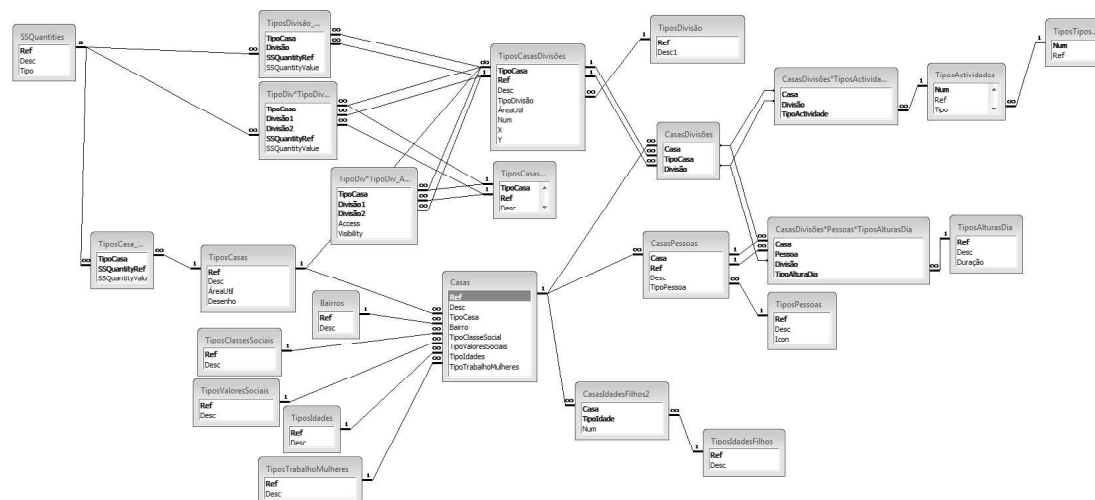 SSQuantities
Ref
Desc
Tipo
TiposDivisão_...
TipoCasa
Divisão
SSQuantityRef
SSQuantityValue
TipoDiv*TipoDiv...
TipoCasa
Divisão1
Divisão2
SSQuantityRef
SSQuantityValue
TiposCasasDivisões
TipoCasa
Ref
Desc
TipoDivisão
ÁreaUtil
Num
X
Y
TiposDivisão
Ref
Desc1
TipoDiv*TipoDiv_A...
TipoCasa
Divisão1
Divisão2
Access
Visibility
TiposCasas...
TipoCasa
Ref
Desc
CasasDivisões
Casa
TipoCasa
Divisão
CasasDivisões*TiposActivida...
Casa
Divisão
TipoActividade
TiposActividades
Num
Ref
Tipo
TiposTipos...
Num
Ref
TiposCasa_...
TipoCasa
SSQuantityRef
SSQuantityValu
TiposCasas
Ref
Desc
ÁreaUtil
Desenho
Bairros
Ref
Desc
TiposClassesSociais
Ref
Desc
TiposValoresSociais
Ref
Desc
TiposIdades
Ref
Desc
TiposTrabalhoMulheres
Ref
Desc
Casas
Ref
Desc
TipoCasa
Bairro
TipoClasseSocial
TipoValoresSociais
TipoIdades
TipoTrabalhoMulheres
CasasPessoas
Casa
Ref
Desc
TipoPessoa
CasasDivisões*Pessoas*TiposAlturasDia
Casa
Pessoa
Divisão
TipoAlturaDia
TiposAlturasDia
Ref
Desc
Duração
TiposPessoas
Ref
Desc
Icon
CasasIdadesFilhos2
Casa
TipoIdade
Num
TiposIdadesFilhos
Ref
Desc